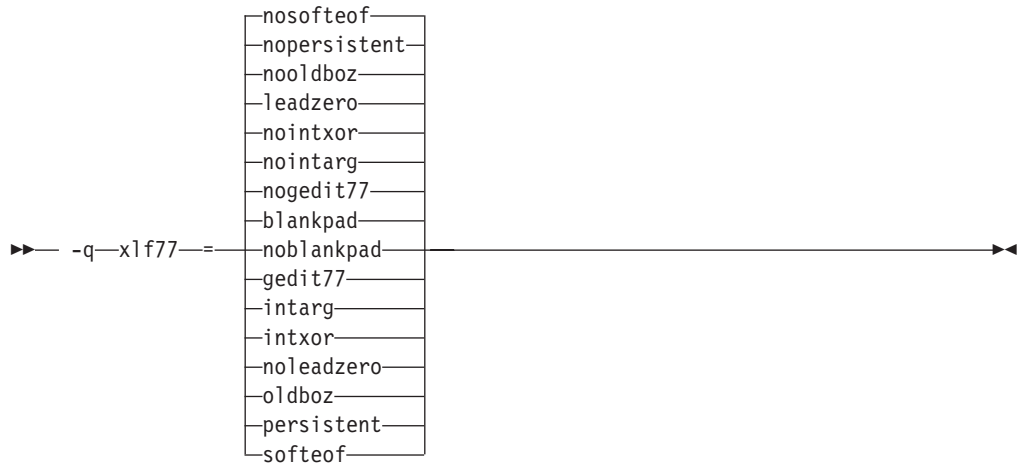 nosofteof
nopersistent
nooldboz
leadzero
nointxor
nointarg
nogedit77
blankpad
-q xlf77 = noblankpad
gedit77
intarg
intxor
noleadzero
oldboz
persistent
softeof